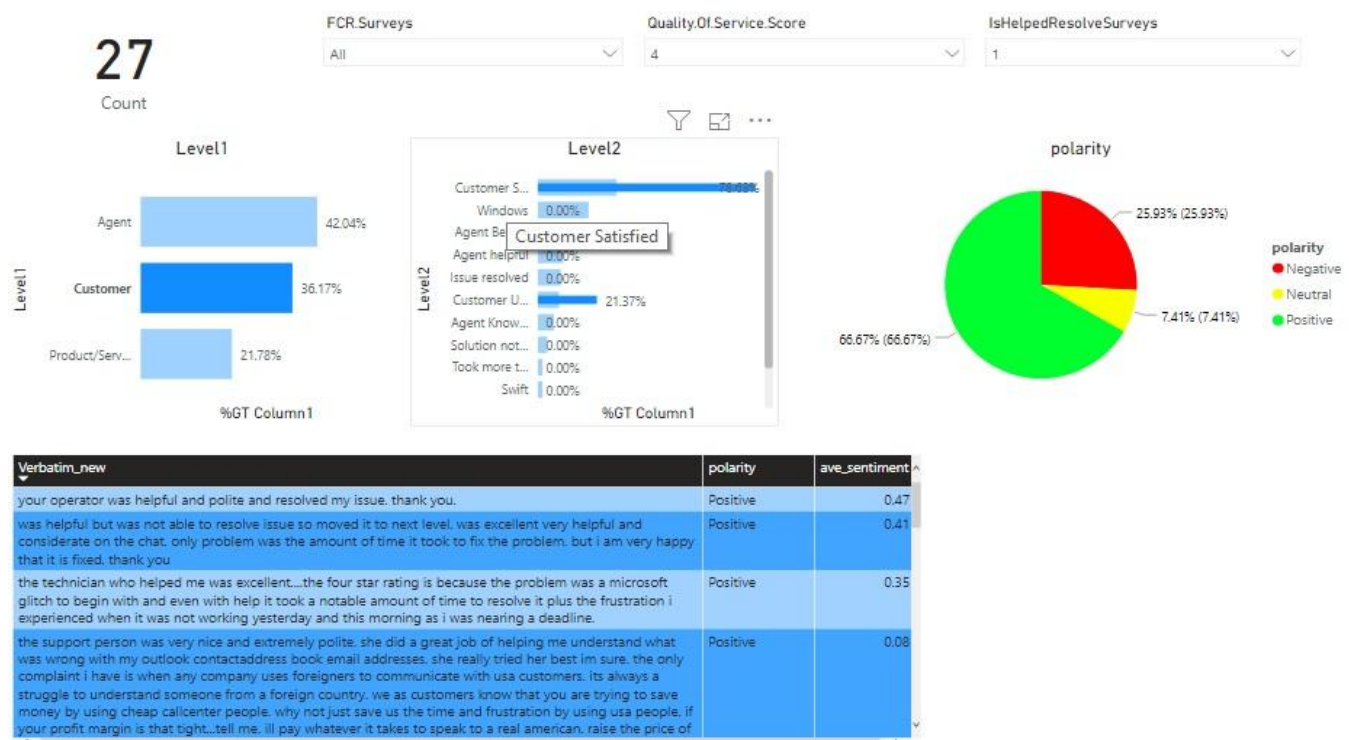 FCR.Surveys
Quality.Of.Service.Score
IsHelpedResolveSurveys
27
Count
All
4
1
Level1
Agent
42.04%
Customer
36.17%
Product/Serv...
21.78%
Level1
%GT Column1
Level2
Customer S...
78.63%
Windows
0.00%
Agent Be
Customer Satisfied
Agent helpful
0.00%
Issue resolved
0.00%
Customer U...
21.37%
Agent Know...
0.00%
Solution not...
0.00%
Took more t...
0.00%
Swift
0.00%
Level2
%GT Column1
polarity
25.93% (25.93%)
7.41% (7.41%)
66.67% (66.67%)
polarity
Negative
Neutral
Positive
Verbatim_new
polarity
ave_sentiment
your operator was helpful and polite and resolved my issue. thank you.
Positive
0.47
was helpful but was not able to resolve issue so moved it to next level. was excellent very helpful and
considerate on the chat. only problem was the amount of time it took to fix the problem. but i am very happy
that it is fixed. thank you
Positive
0.41
the technician who helped me was excellent....the four star rating is because the problem was a microsoft
glitch to begin with and even with help it took a notable amount of time to resolve it plus the frustration i
experienced when it was not working yesterday and this morning as i was nearing a deadline.
Positive
0.35
the support person was very nice and extremely polite. she did a great job of helping me understand what
was wrong with my outlook contactaddress book email addresses. she really tried her best im sure. the only
complaint i have is when any company uses foreigners to communicate with usa customers. its always a
struggle to understand someone from a foreign country. we as customers know that you are trying to save
money by using cheap callcenter people. why not just save us the time and frustration by using usa people. if
your profit margin is that tight...tell me. ill pay whatever it takes to speak to a real american. raise the price of
Positive
0.08